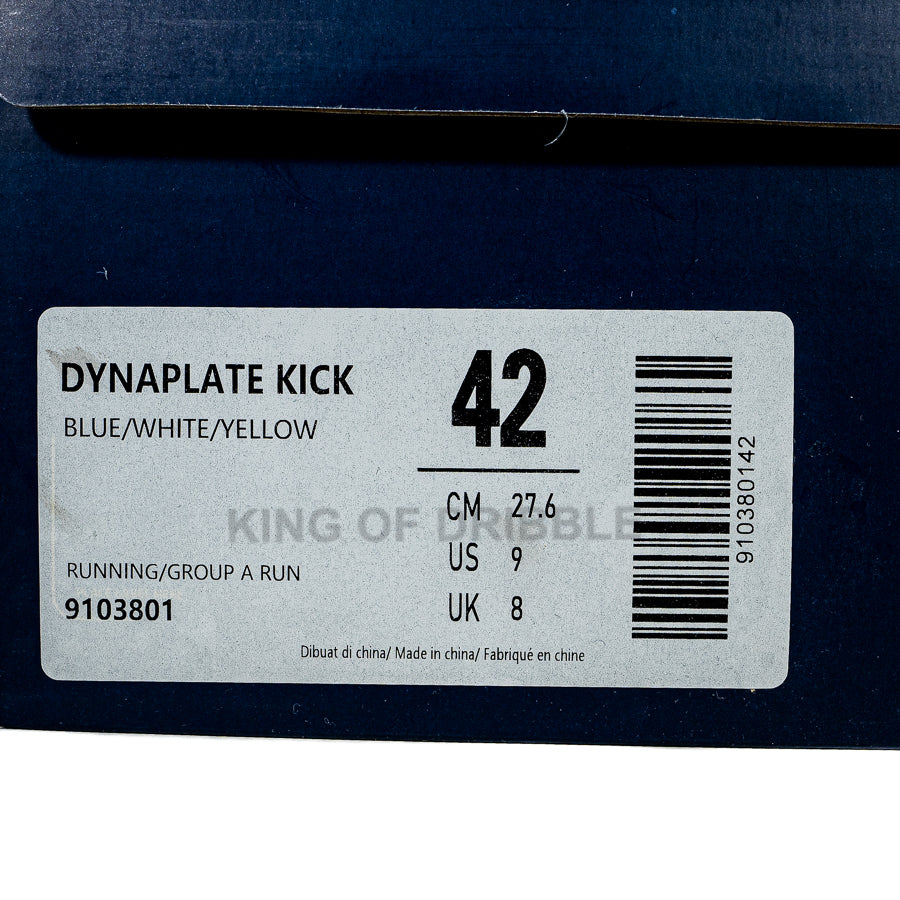 DYNAPLATE KICK
BLUE/WHITE/YELLOW
RUNNING/GROUP A RUN
9103801
42
CM 27.6
US 9
UK 8
910380142
Dibuat di china/ Made in china/ Fabriqué en chine
KING OF DRIBBLE